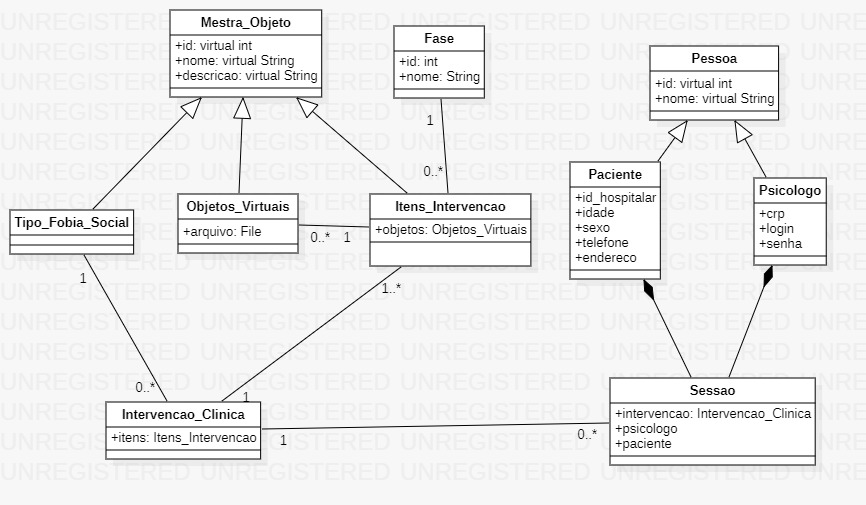 Mestra_Objeto
+id: virtual int
+nome: virtual String
+descricao: virtual String
Fase
+id: int
+nome: String
Pessoa
+id: virtual int
+nome: virtual String
1
0..*
Paciente
+id_hospitalar
+idade
+sexo
+telefone
+endereco
Psicologo
+crp
+login
+senha
Tipo_Fobia_Social
Objetos_Virtuais
+arquivo: File
0..* 1
Itens_Intervencao
+objetos: Objetos_Virtuais
1
1..*
0..*
1
Intervencao_Clinica
+itens: Itens_Intervencao
1
0..*
Sessao
+intervencao: Intervencao_Clinica
+psicologo
+paciente
UNREGISTERED UNREGISTERED UNREGISTERED UNREGISTERED UNRE